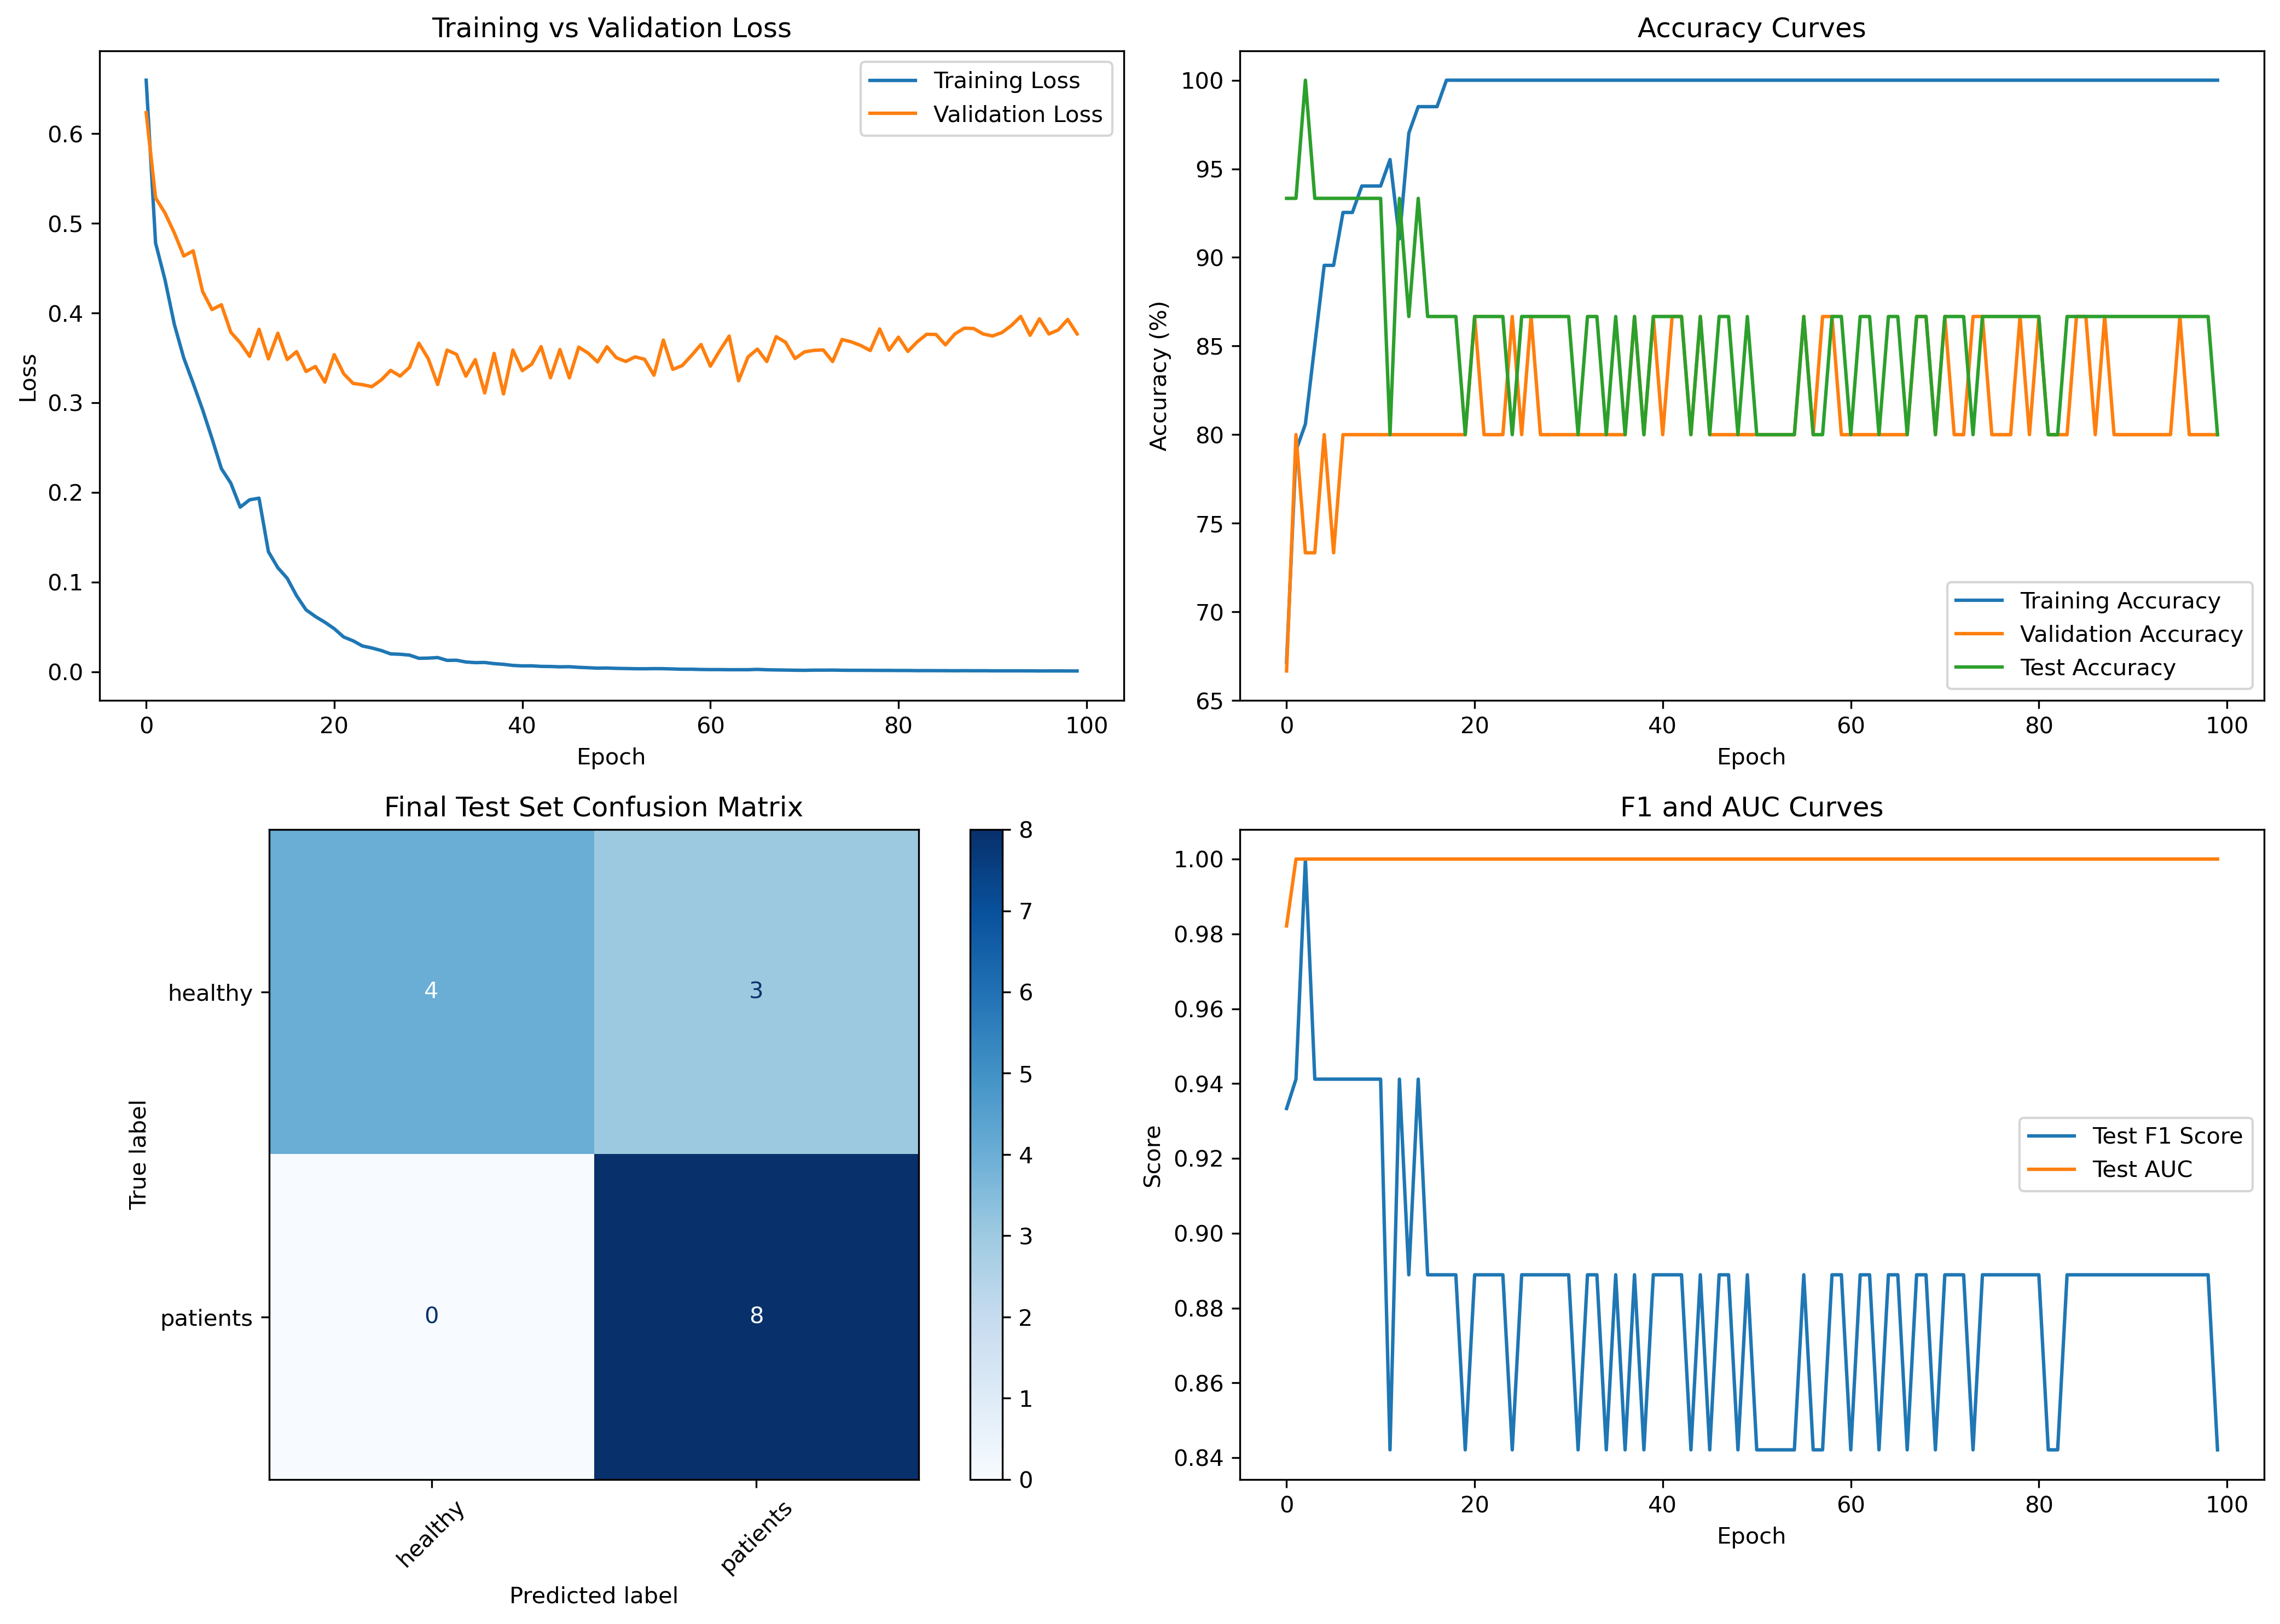 Training vs Validation Loss
Training Loss
Validation Loss
0.6
0.5
0.4
0.3
0.2
0.1
0.0
Loss
0 20 40 60 80 100
Epoch
Accuracy Curves
100
95
90
85
80
75
70
65
Accuracy (%)
Training Accuracy
Validation Accuracy
Test Accuracy
0 20 40 60 80 100
Epoch
Final Test Set Confusion Matrix
healthy
patients
True label
4 3
0 8
healthy patients
Predicted label
8
7
6
5
4
3
2
1
0
F1 and AUC Curves
1.00
0.98
0.96
0.94
0.92
0.90
0.88
0.86
0.84
Score
Test F1 Score
Test AUC
0 20 40 60 80 100
Epoch